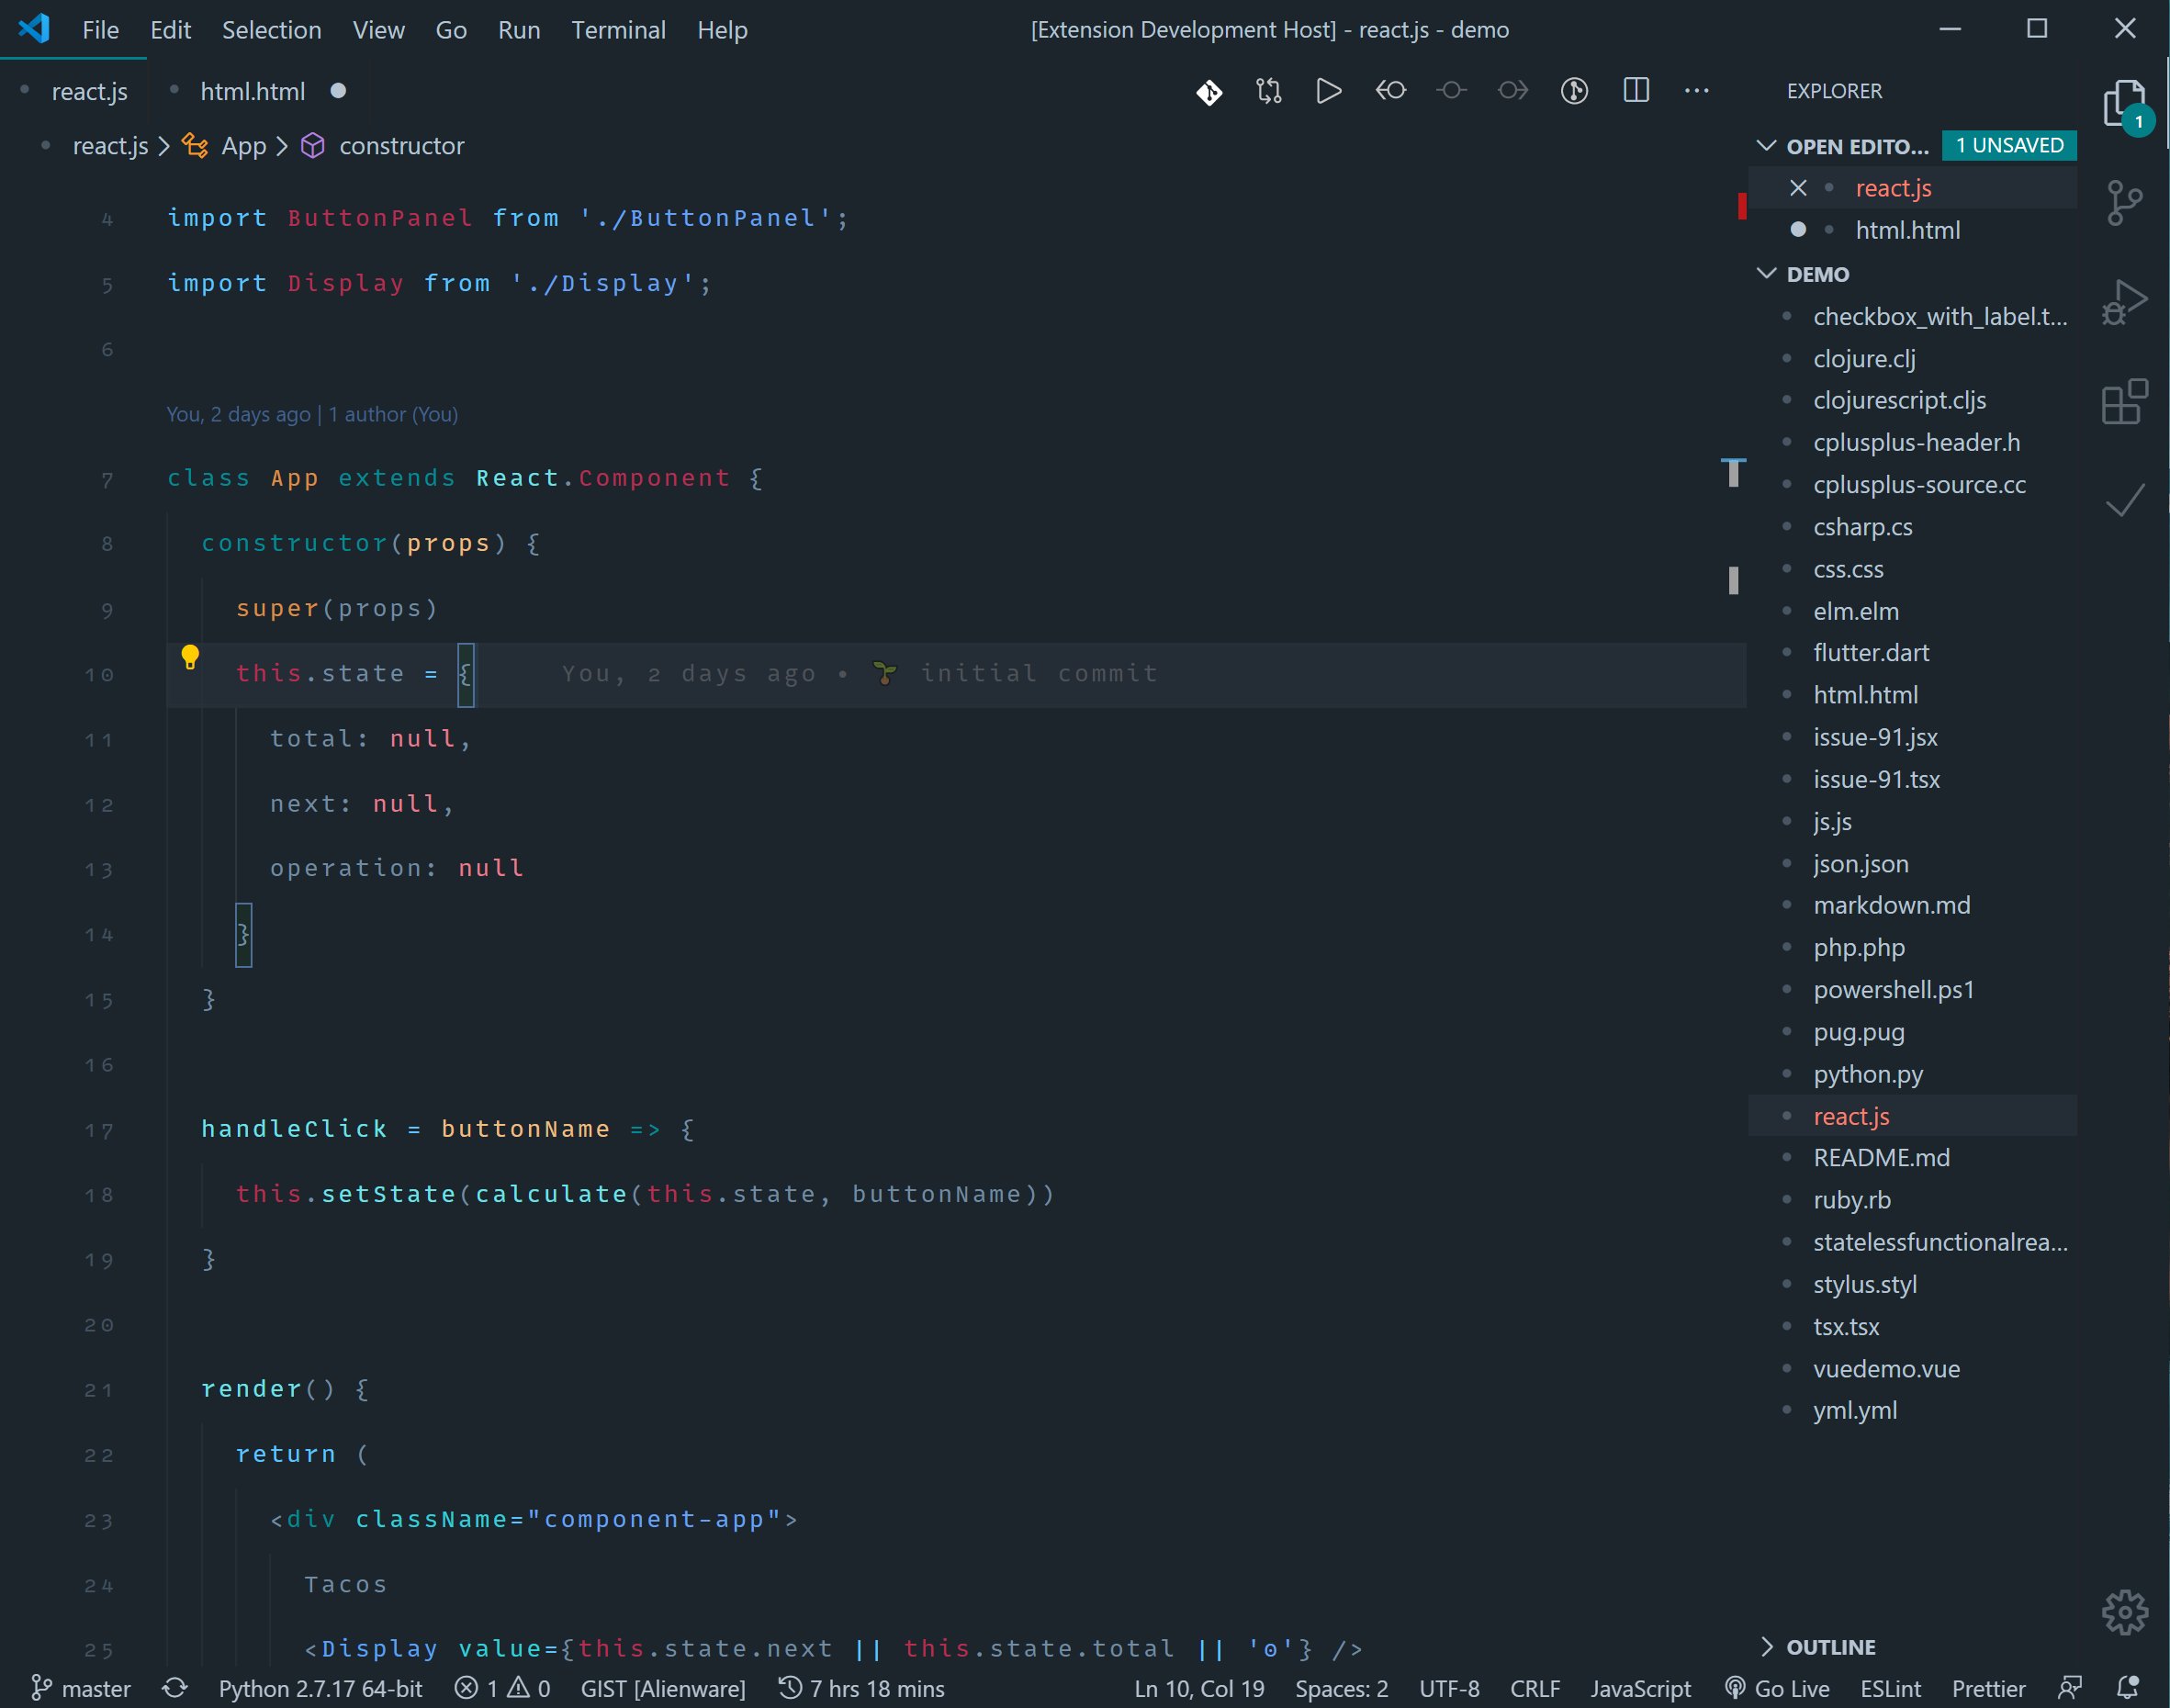 File Edit Selection View Go Run Terminal Help [Extension Development Host] - react.js - demo
react.js html.html
react.js > App > constructor
4 import ButtonPanel from './ButtonPanel';
5 import Display from './Display';
6
You, 2 days ago | 1 author (You)
7 class App extends React.Component {
8 constructor(props) {
9 super(props)
10 this.state = { You, 2 days ago • 🌱 initial commit
11 total: null,
12 next: null,
13 operation: null
14 }
15 }
16
17 handleClick = buttonName => {
18 this.setState(calculate(this.state, buttonName))
19 }
20
21 render() {
22 return (
23 <div className="component-app">
24 Tacos
25 <Display value={this.state.next || this.state.total || '0'} />
EXPLORER
1
OPEN EDITO... 1 UNSAVED
react.js
html.html
DEMO
checkbox_with_label.t...
clojure.clj
clojurescript.cljs
cplusplus-header.h
cplusplus-source.cc
csharp.cs
css.css
elm.elm
flutter.dart
html.html
issue-91.jsx
issue-91.tsx
js.js
json.json
markdown.md
php.php
powershell.ps1
pug.pug
python.py
react.js
README.md
ruby.rb
statelessfunctionalrea...
stylus.styl
tsx.tsx
vuedemo.vue
yml.yml
OUTLINE
master Python 2.7.17 64-bit 1 0 GIST [Alienware] 7 hrs 18 mins Ln 10, Col 19 Spaces: 2 UTF-8 CRLF JavaScript Go Live ESLint Prettier